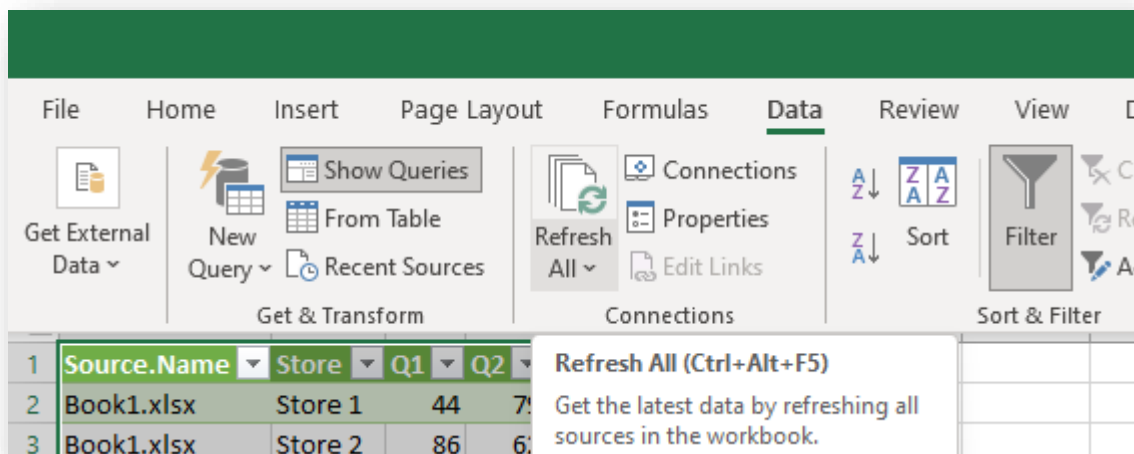 File Home Insert Page Layout Formulas Data Review View
Get External
Data
New
Query
Show Queries
From Table
Recent Sources
Get & Transform
Refresh
All
Connections
Properties
Edit Links
Connections
Sort
Filter
Sort & Filter
1 Source.Name Store Q1 Q2
2 Book1.xlsx Store 1 44
3 Book1.xlsx Store 2 86
Refresh All (Ctrl+Alt+F5)
Get the latest data by refreshing all
sources in the workbook.